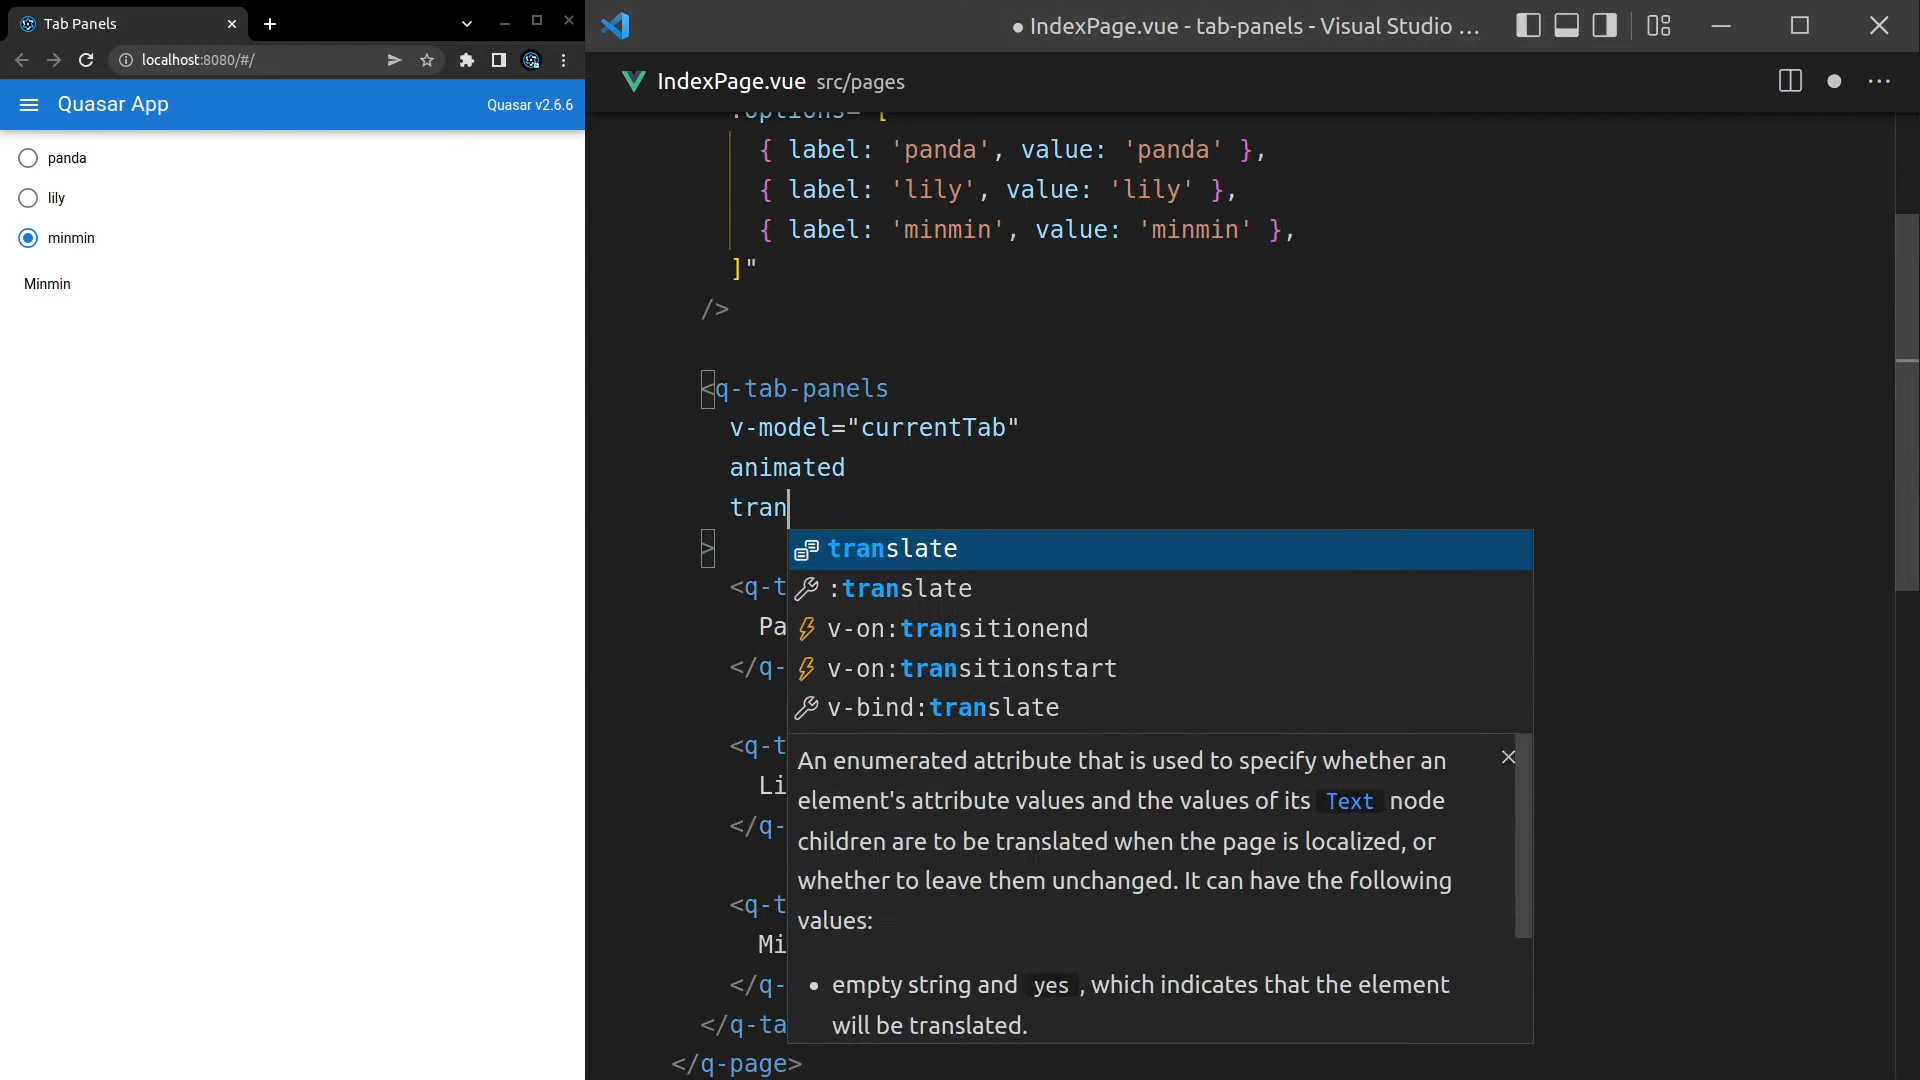 Tab Panels
localhost:8080/#/
Quasar App
Quasar v2.6.6
panda
lily
minmin
Minmin
● IndexPage.vue - tab-panels - Visual Studio ...
IndexPage.vue src/pages
:options="[
{ label: 'panda', value: 'panda' },
{ label: 'lily', value: 'lily' },
{ label: 'minmin', value: 'minmin' },
]"
/>
<q-tab-panels
v-model="currentTab"
animated
tran
>
translate
:translate
v-on:transitionend
v-on:transitionstart
v-bind:translate
<q-t
Pa
</q-
<q-t
Li
</q-
<q-t
Mi
</q-
</q-ta
</q-page>
An enumerated attribute that is used to specify whether an
element's attribute values and the values of its Text node
children are to be translated when the page is localized, or
whether to leave them unchanged. It can have the following
values:
• empty string and yes , which indicates that the element
will be translated.